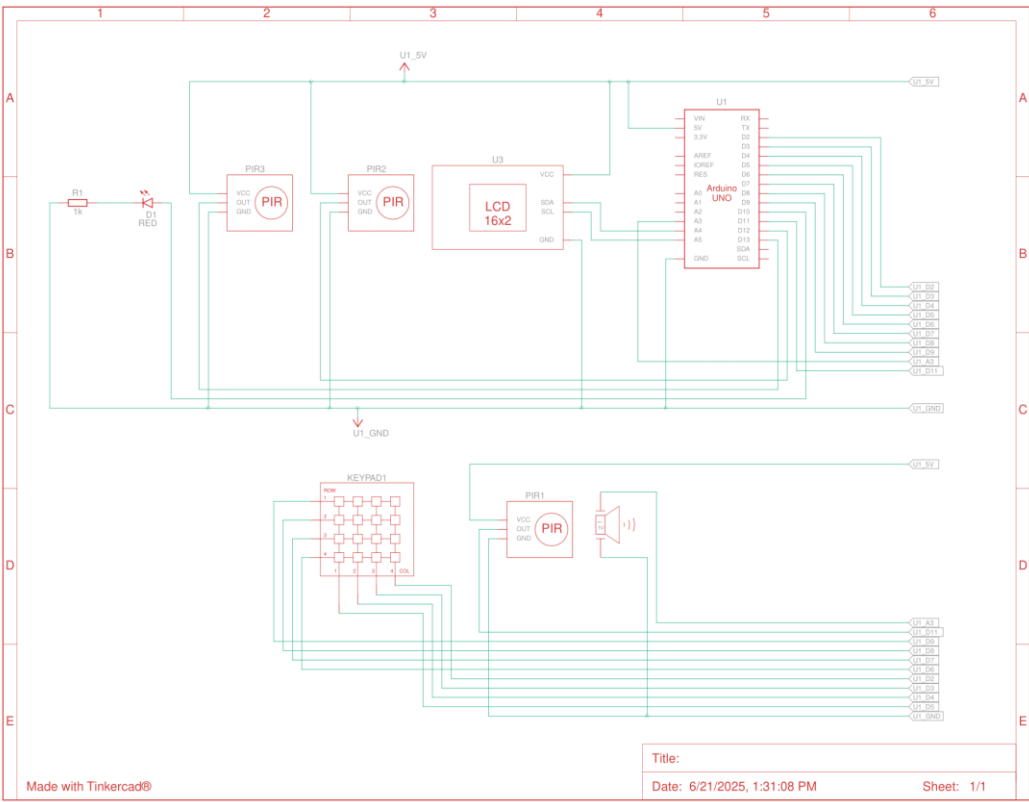 1 2 3 4 5 6
A A
B B
C C
D D
E E
U1_5V
U1_5V
U1
VIN
5V
3.3V
AREF
IOREF
RES
A0
A1
A2
A3
A4
A5
GND
Arduino
UNO
RX
TX
D2
D3
D4
D5
D6
D7
D8
D9
D10
D11
D12
D13
SDA
SCL
R1
1k
D1
RED
PIR3
VCC
OUT
GND
PIR
PIR2
VCC
OUT
GND
PIR
U3
LCD
16x2
VCC
SDA
SCL
GND
U1_D2
U1_D3
U1_D4
U1_D5
U1_D6
U1_D7
U1_D8
U1_D9
U1_A3
U1_D11
U1_GND
U1_GND
U1_5V
KEYPAD1
ROW
1
2
3
4
1 2 3 4 COL
PIR1
VCC
OUT
GND
PIR
U1_A3
U1_D11
U1_D9
U1_D8
U1_D7
U1_D6
U1_D2
U1_D3
U1_D4
U1_D5
U1_GND
Title:
Made with Tinkercad®
Date: 6/21/2025, 1:31:08 PM
Sheet: 1/1